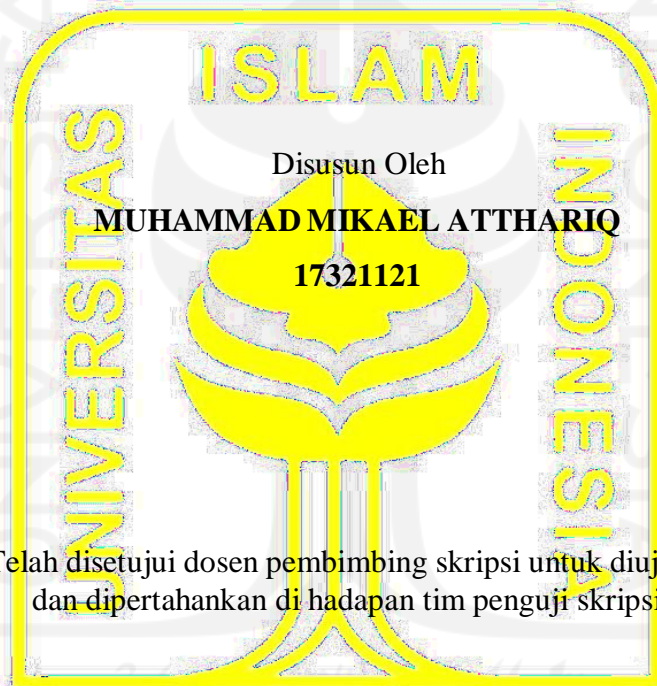 ISLAM
UNIVERSITAS
INDONESIA
Disusun Oleh
MUHAMMAD MIKAEL ATTHARIQ
17321121
Telah disetujui dosen pembimbing skripsi untuk diuj
dan dipertahankan di hadapan tim penguji skripsi